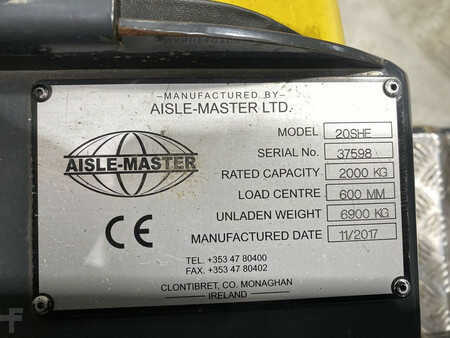 –MANUFACTURED BY–
AISLE-MASTER LTD.
AISLE-MASTER
CE
MODEL 20SHE
SERIAL No. 37598
RATED CAPACITY 2000 KG
LOAD CENTRE 600 MM
UNLADEN WEIGHT 6900 KG
MANUFACTURED DATE 11/2017
TEL. +353 47 80400
FAX. +353 47 80402
CLONTIBRET, CO. MONAGHAN
IRELAND